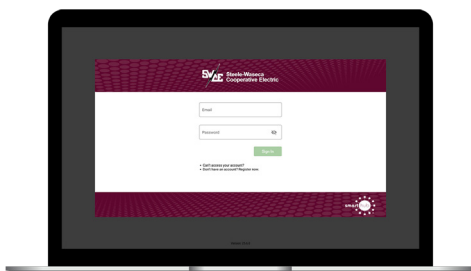 SWCE Steele-Waseca
Cooperative Electric
Email
Password
Sign In
• Can't access your account?
• Don't have an account? Register now.
smart